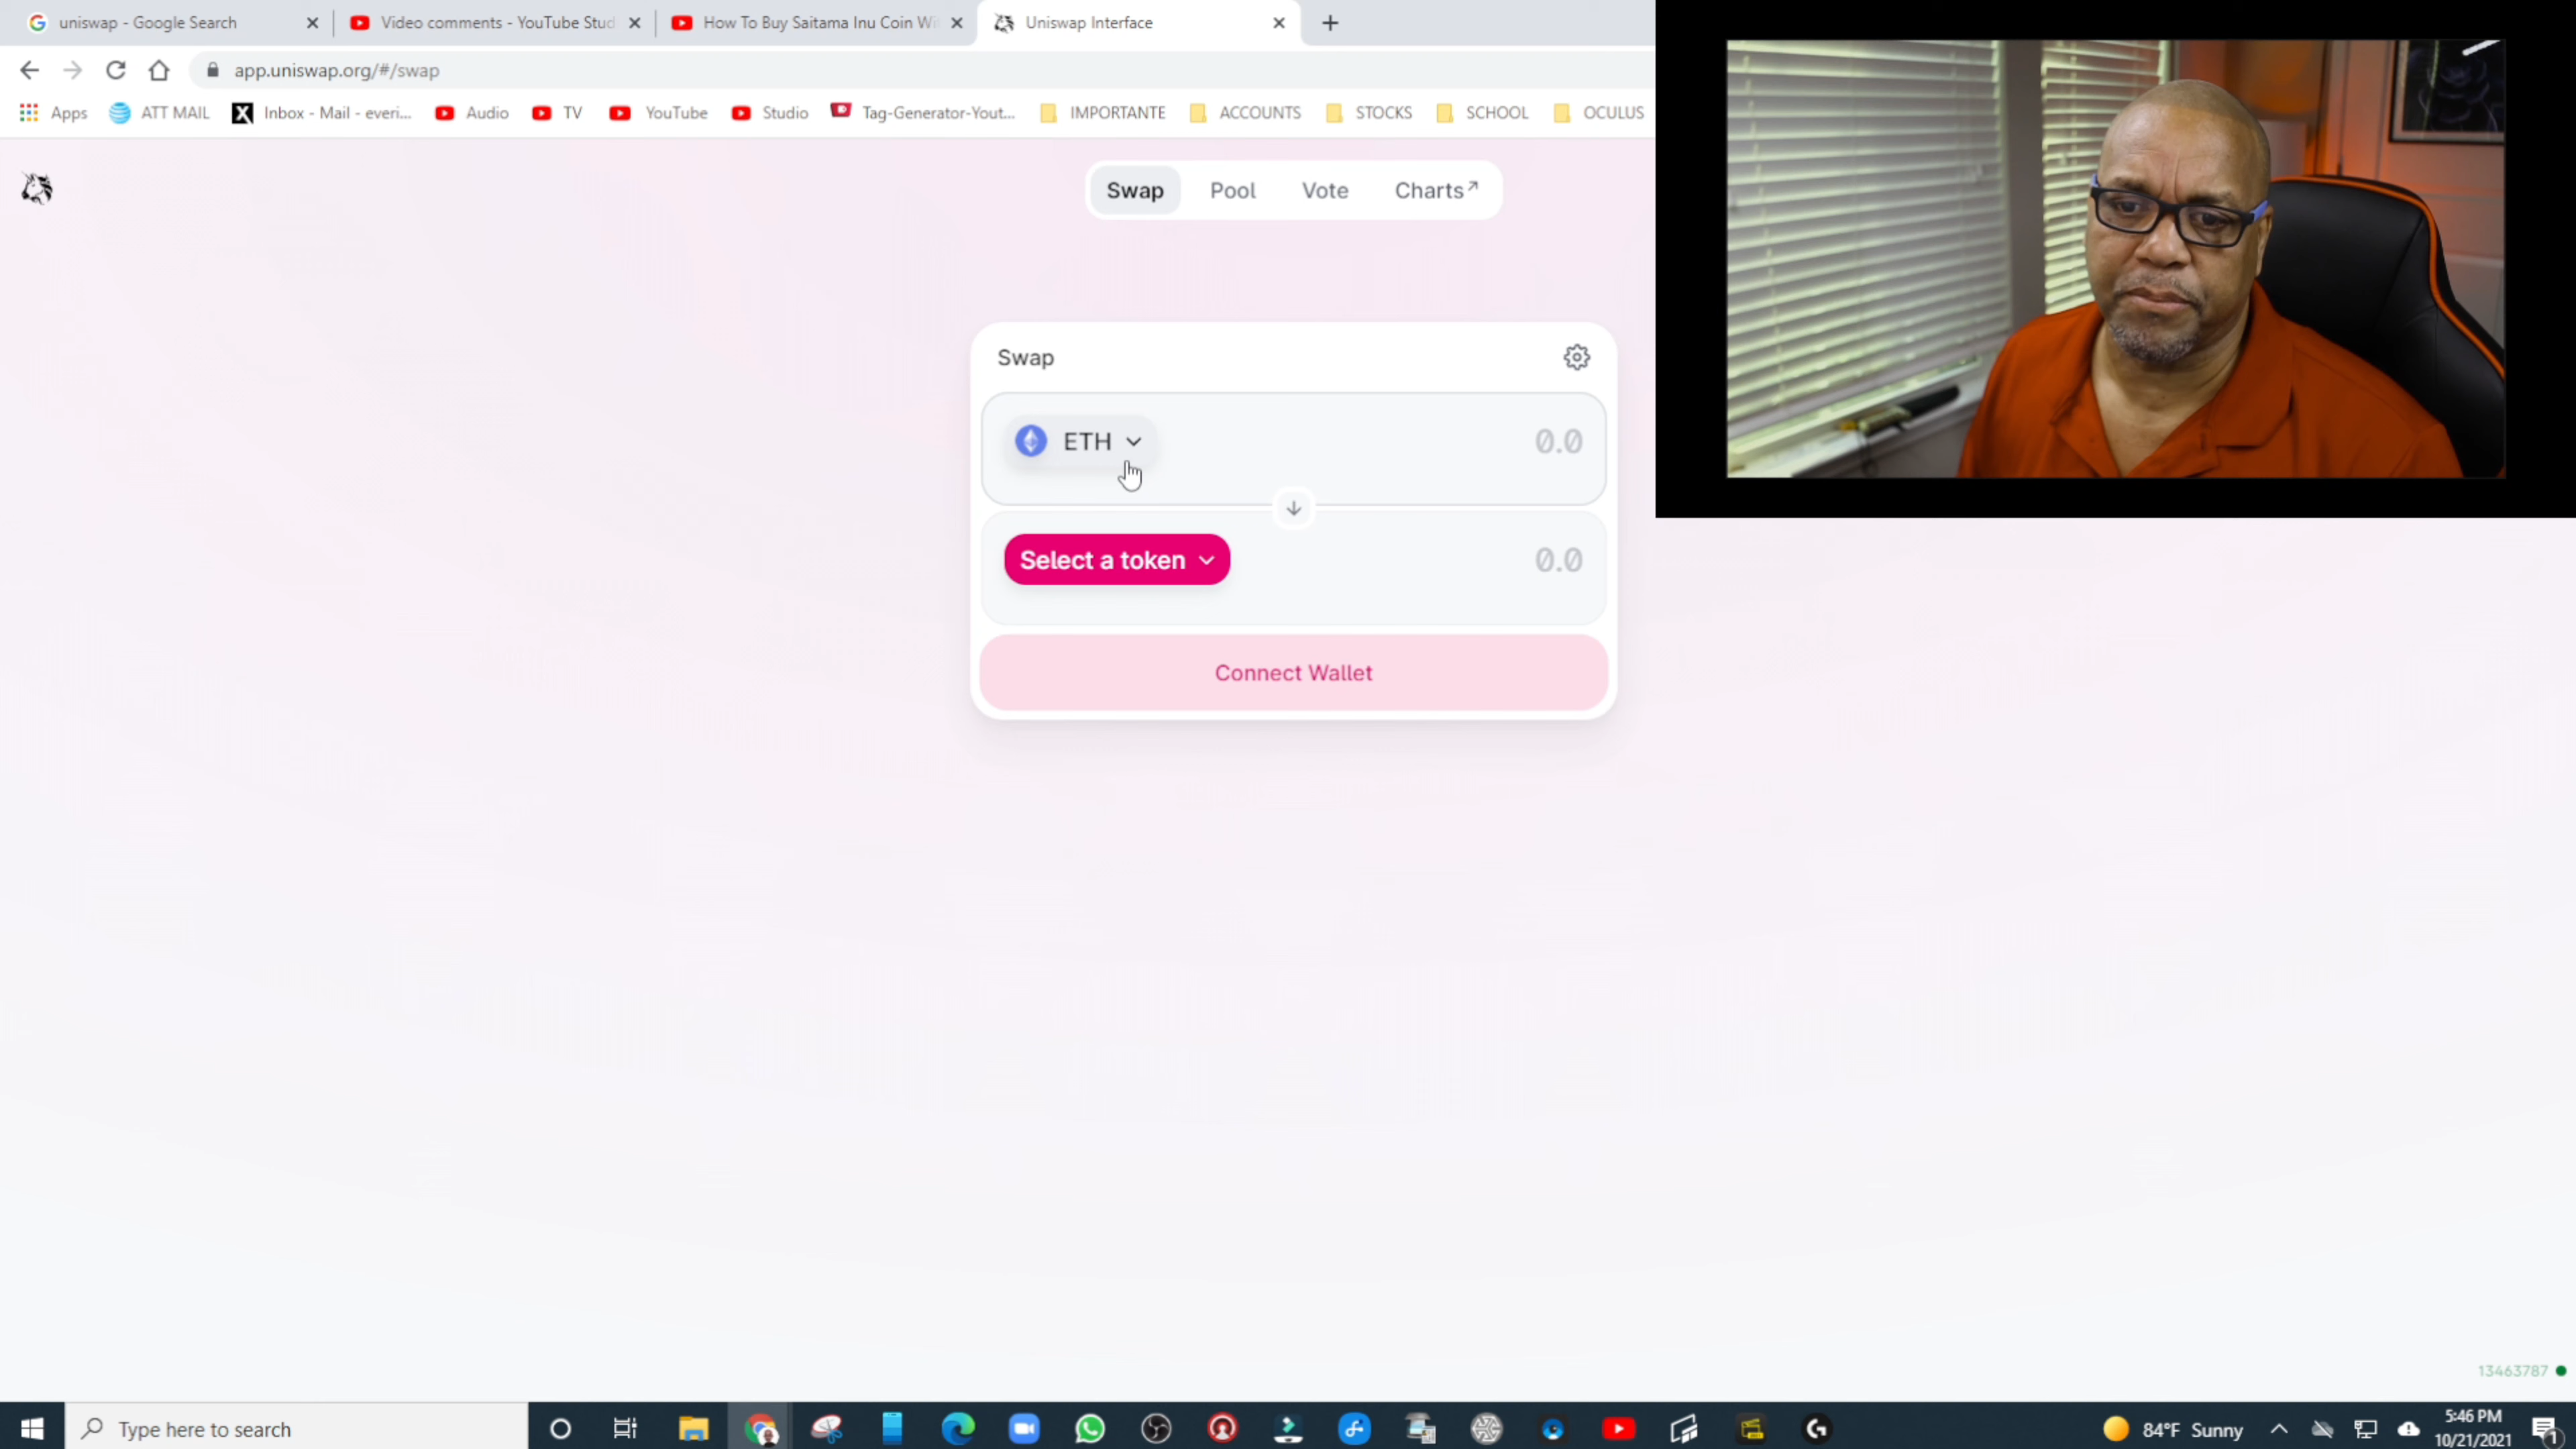 uniswap - Google Search
Video comments - YouTube Stud
How To Buy Saitama Inu Coin Wi
Uniswap Interface
app.uniswap.org/#/swap
Apps ATT MAIL Inbox - Mail - everi... Audio TV YouTube Studio Tag-Generator-Yout... IMPORTANTE ACCOUNTS STOCKS SCHOOL OCULUS
Swap Pool Vote Charts↗
Swap
ETH 0.0
Select a token 0.0
Connect Wallet
13463787
Type here to search
84°F Sunny
5:46 PM
10/21/2021
1